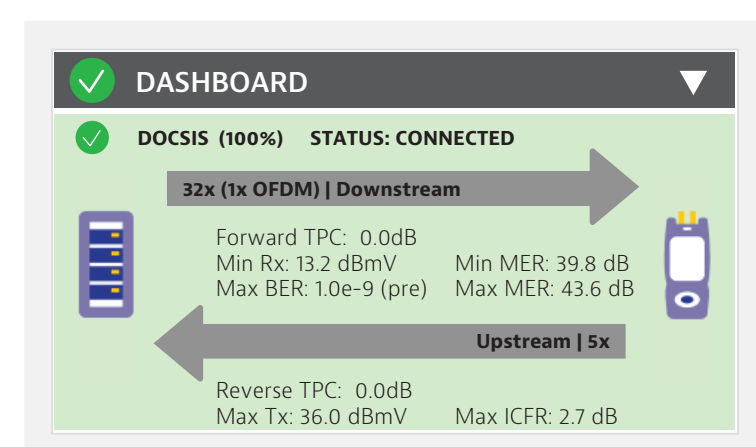 DASHBOARD
DOCSIS (100%) STATUS: CONNECTED
32x (1x OFDM) | Downstream
Forward TPC: 0.0dB
Min Rx: 13.2 dBmV Min MER: 39.8 dB
Max BER: 1.0e-9 (pre) Max MER: 43.6 dB
Upstream | 5x
Reverse TPC: 0.0dB
Max Tx: 36.0 dBmV Max ICFR: 2.7 dB